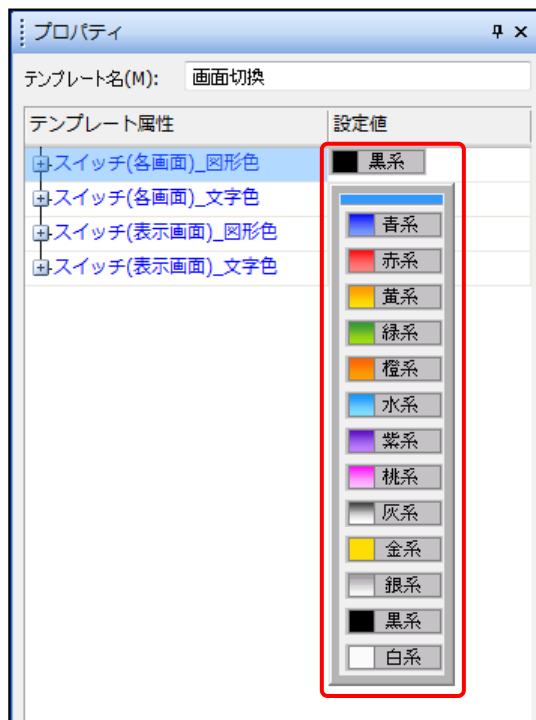 プロパティ
テンプレート名(M): 画面切換
テンプレート属性 設定値
スイッチ(各画面)_図形色 黒系
スイッチ(各画面)_文字色
スイッチ(表示画面)_図形色
スイッチ(表示画面)_文字色
青系
赤系
黄系
緑系
橙系
水系
紫系
桃系
灰系
金系
銀系
黒系
白系